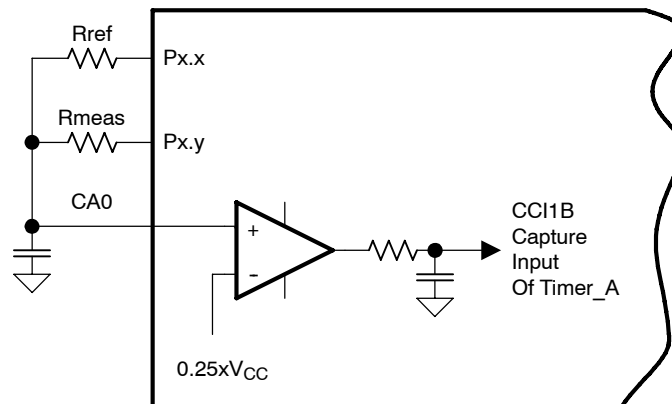 Rref
Px.x
Rmeas
Px.y
CA0
+
-
CCI1B
Capture
Input
Of Timer_A
0.25xVCC